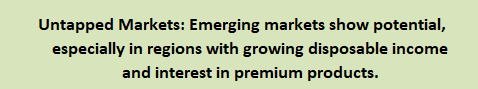 Untapped Markets: Emerging markets show potential,
especially in regions with growing disposable income
and interest in premium products.